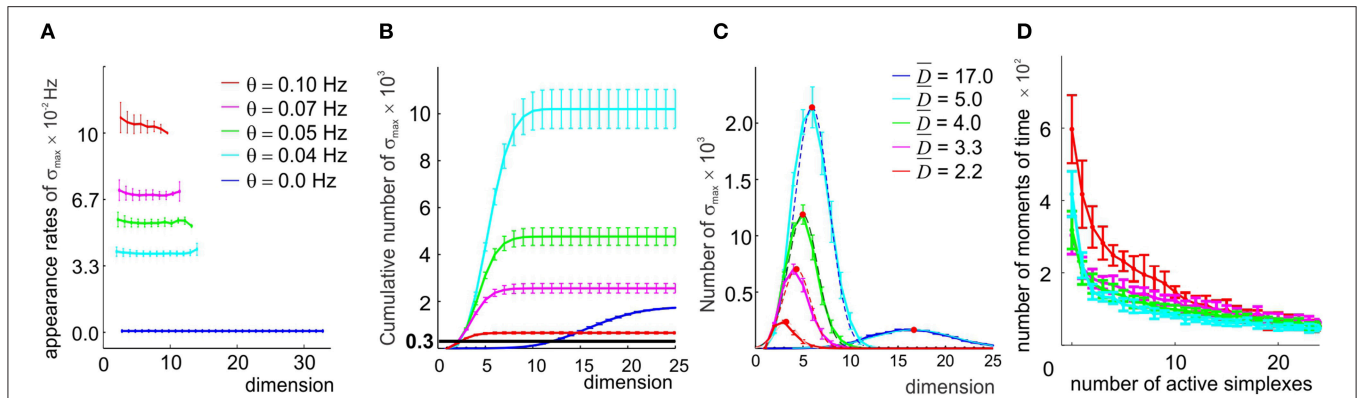 A
appearance rates of σmax × 10⁻² Hz
10
6.7
3.3
0.0
0
10
20
30
dimension
θ = 0.10 Hz
θ = 0.07 Hz
θ = 0.05 Hz
θ = 0.04 Hz
θ = 0.0 Hz
B
Cumulative number of σmax × 10³
10
8
6
4
2
0.3
0
5
10
15
20
25
dimension
C
Number of σmax × 10³
2.0
1.5
1.0
0.5
0
5
10
15
20
25
dimension
D̅ = 17.0
D̅ = 5.0
D̅ = 4.0
D̅ = 3.3
D̅ = 2.2
D
number of moments of time × 10²
6
4
2
0
10
20
number of active simplexes